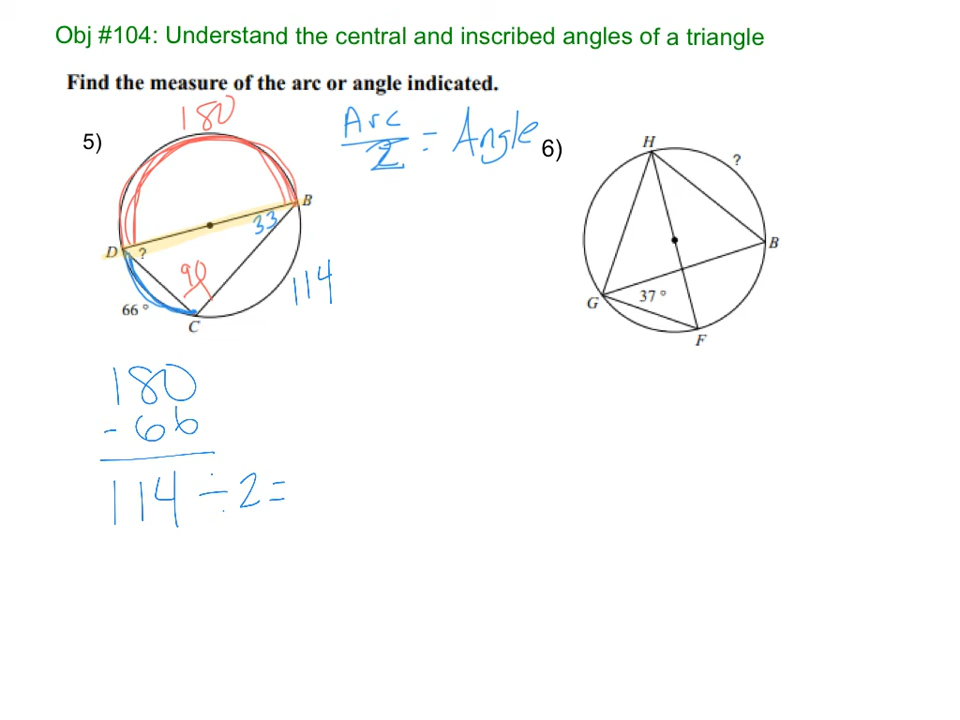 Obj #104: Understand the central and inscribed angles of a triangle
Find the measure of the arc or angle indicated.
5)
180
Arc
2
= Angle
6)
H
?
B
33
D
?
90
114
66°
C
B
G
37°
F
180
- 66
114 ÷ 2 =